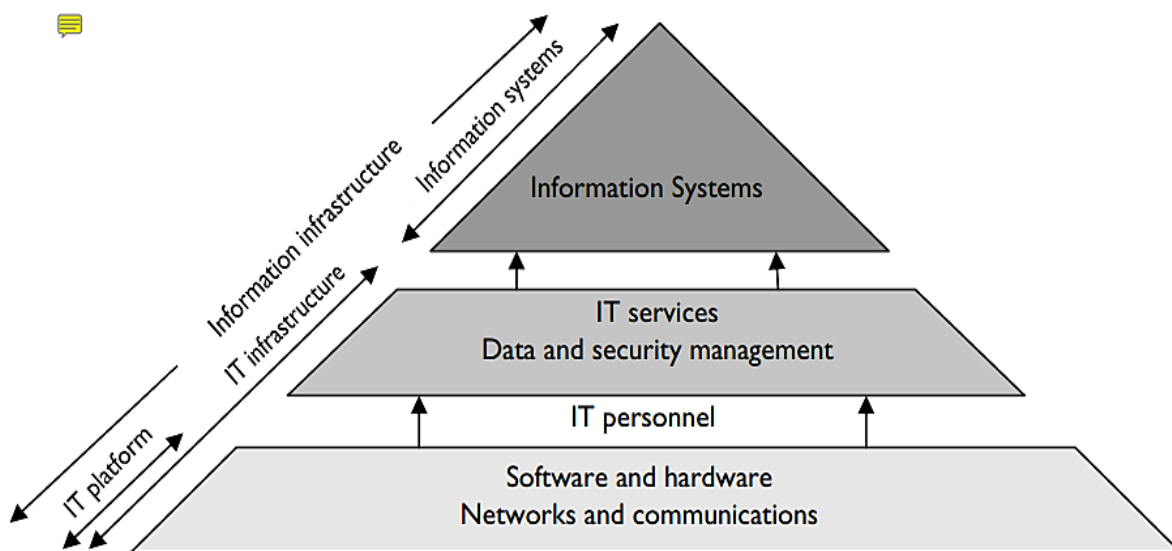 Information infrastructure
Information systems
IT infrastructure
IT platform
Information Systems
IT services
Data and security management
IT personnel
Software and hardware
Networks and communications